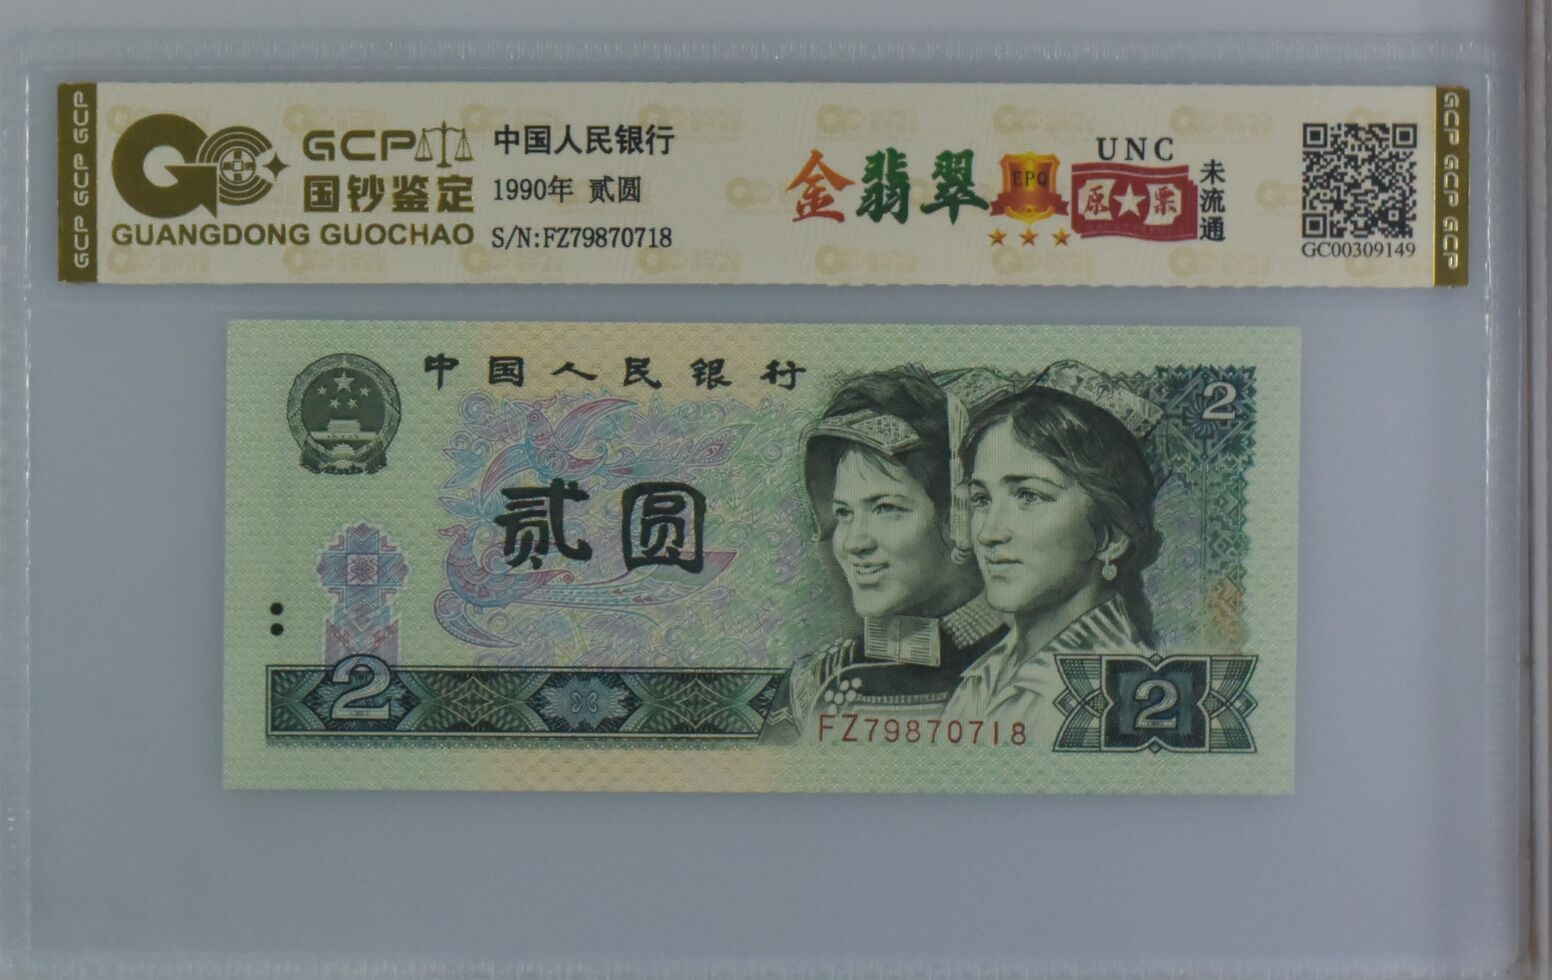 GCP GCP GCP
GCP
国钞鉴定
GUANGDONG GUOCHAO
中国人民银行
1990年 贰圆
S/N:FZ79870718
金翡翠
EPQ
UNC
原票
未流通
GC00309149
GCP GCP GCP
中国人民银行
2
贰圆
2
FZ79870718
2